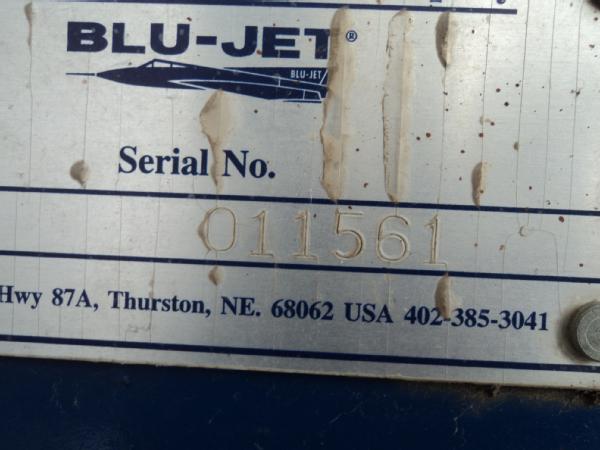 BLU-JET®
BLU-JET
Serial No.
011561
Hwy 87A, Thurston, NE. 68062 USA 402-385-3041